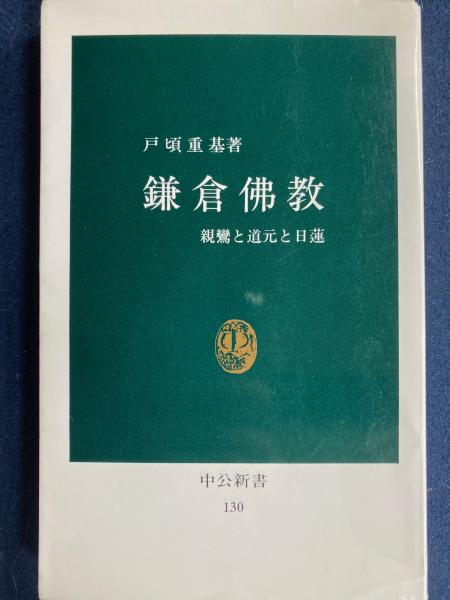 戸頃重基著
鎌倉佛教
親鸞と道元と日蓮
中公新書
130